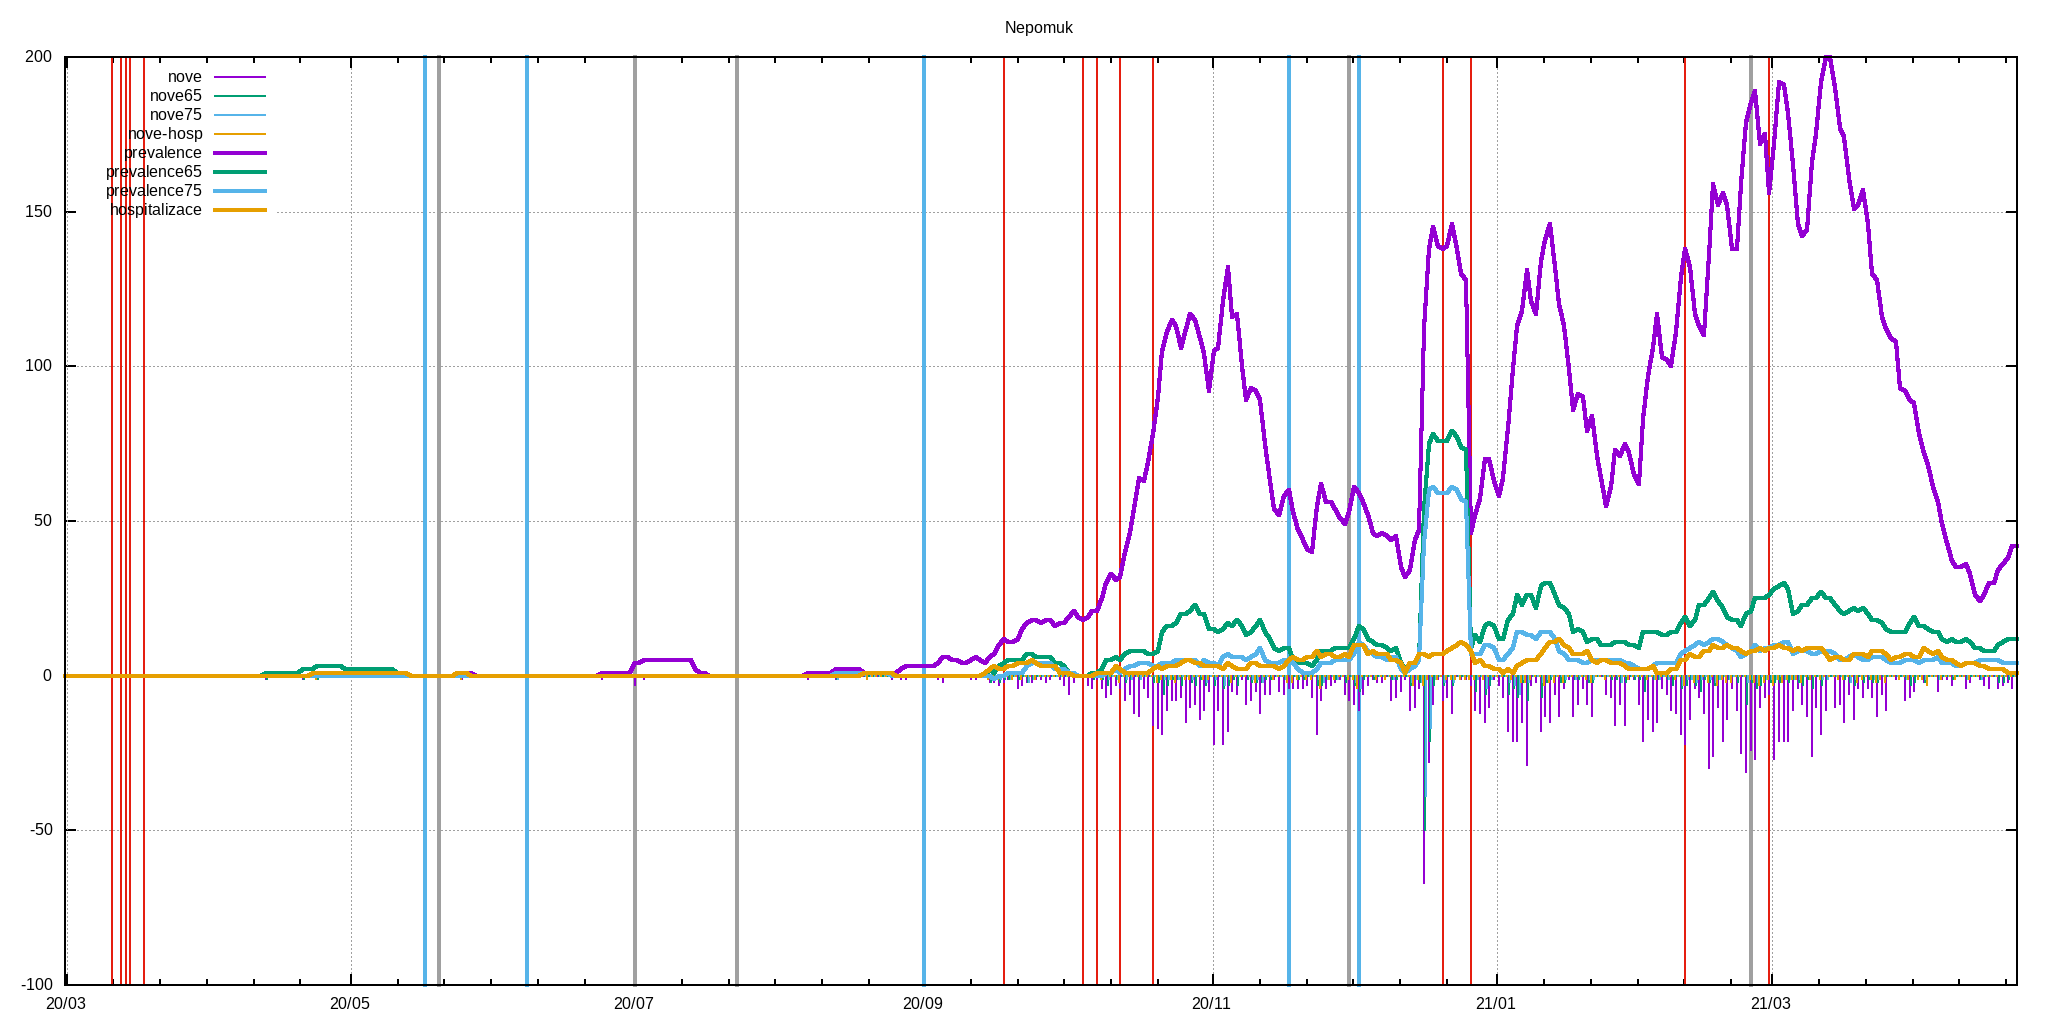 Nepomuk
200
150
100
50
0
-50
-100
nove
nove65
nove75
nove-hosp
prevalence
prevalence65
prevalence75
hospitalizace
20/03 20/05 20/07 20/09 20/11 21/01 21/03